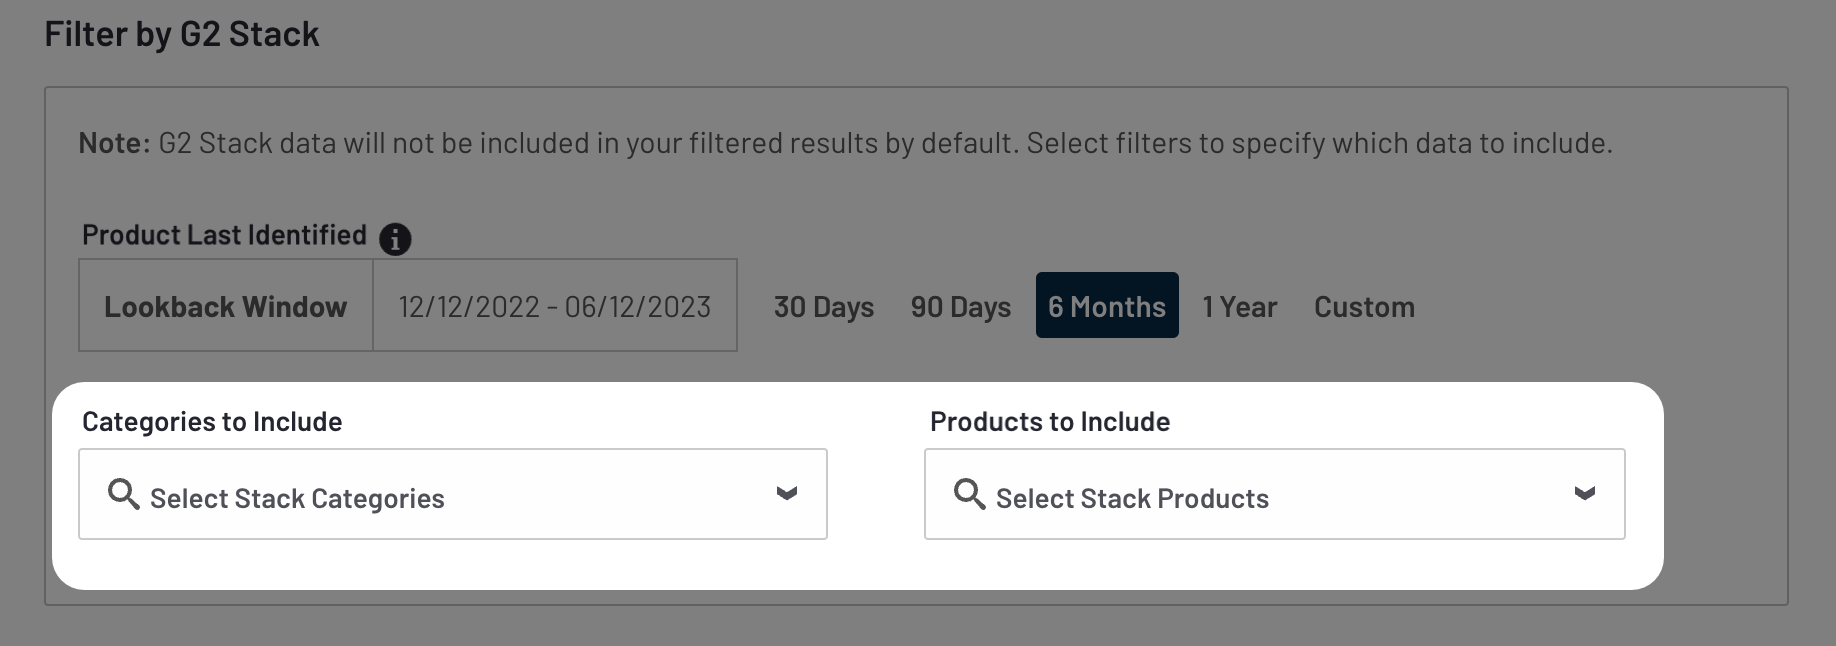 Filter by G2 Stack
Note: G2 Stack data will not be included in your filtered results by default. Select filters to specify which data to include.
Product Last Identified
Lookback Window 12/12/2022 - 06/12/2023 30 Days 90 Days 6 Months 1 Year Custom
Categories to Include Products to Include
Select Stack Categories Select Stack Products